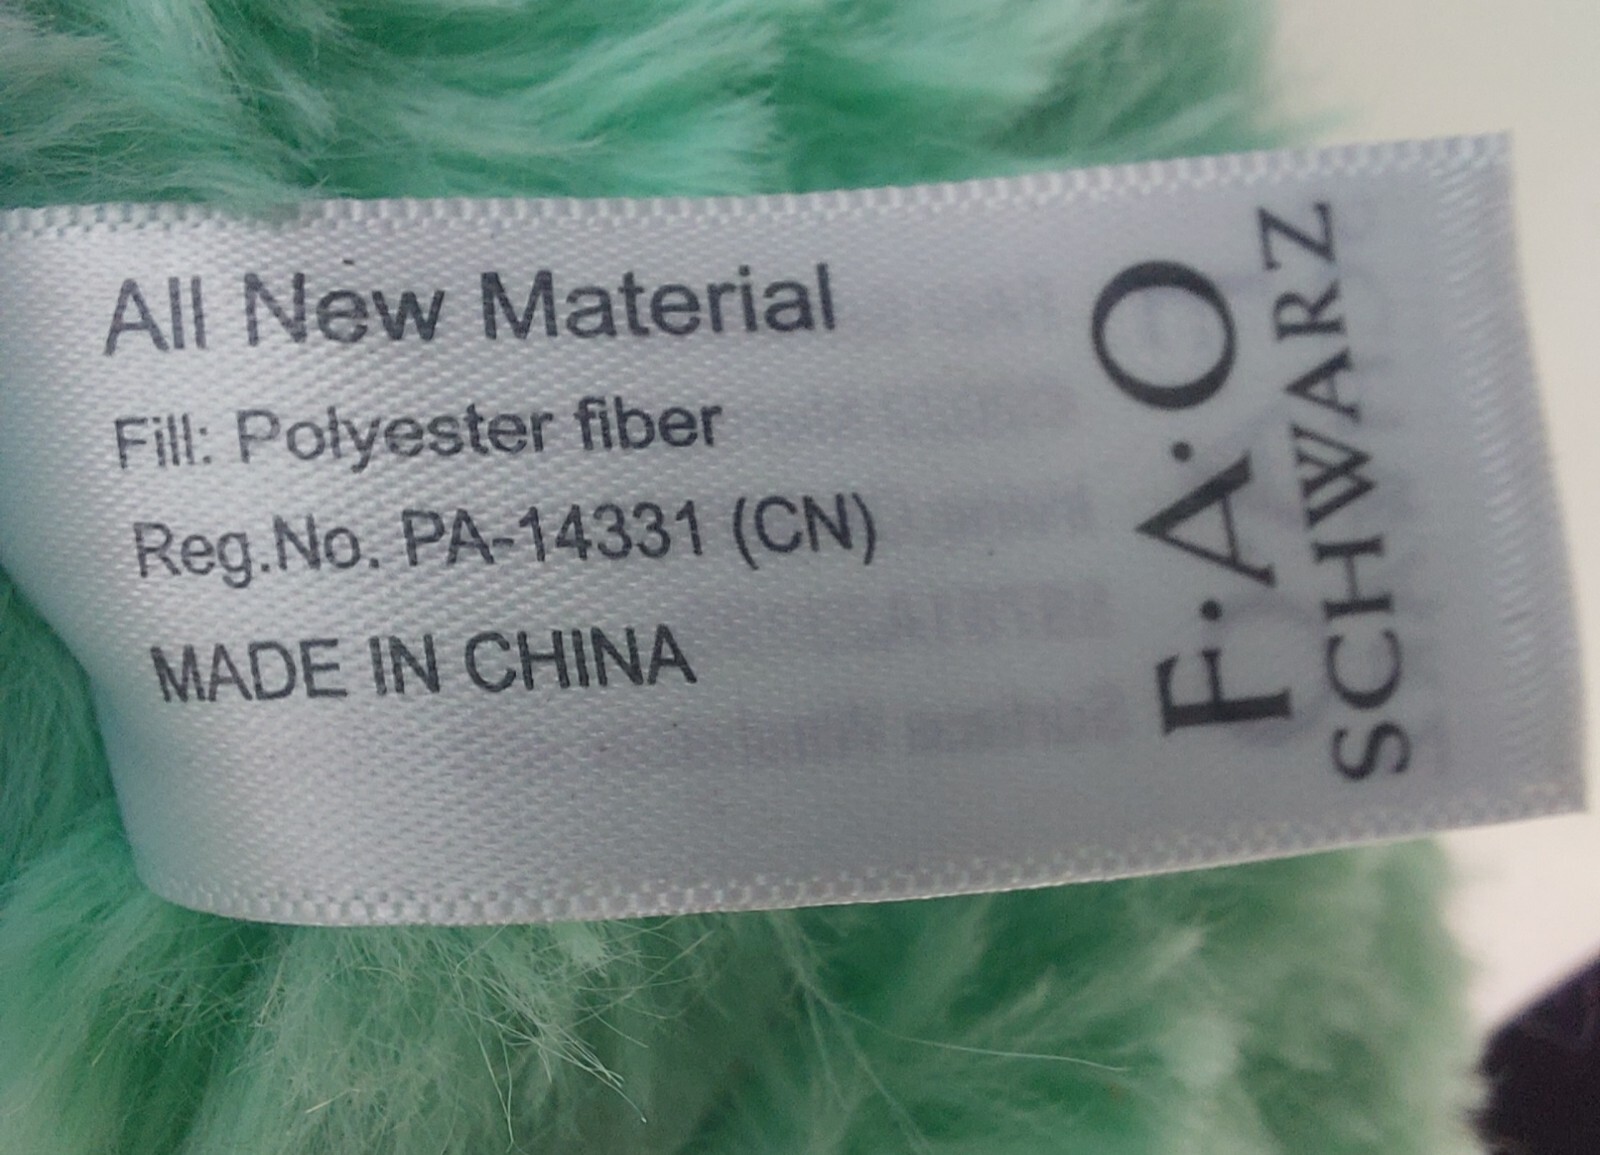 All New Material
Fill: Polyester fiber
Reg.No. PA-14331 (CN)
MADE IN CHINA
F·A·O
SCHWARZ